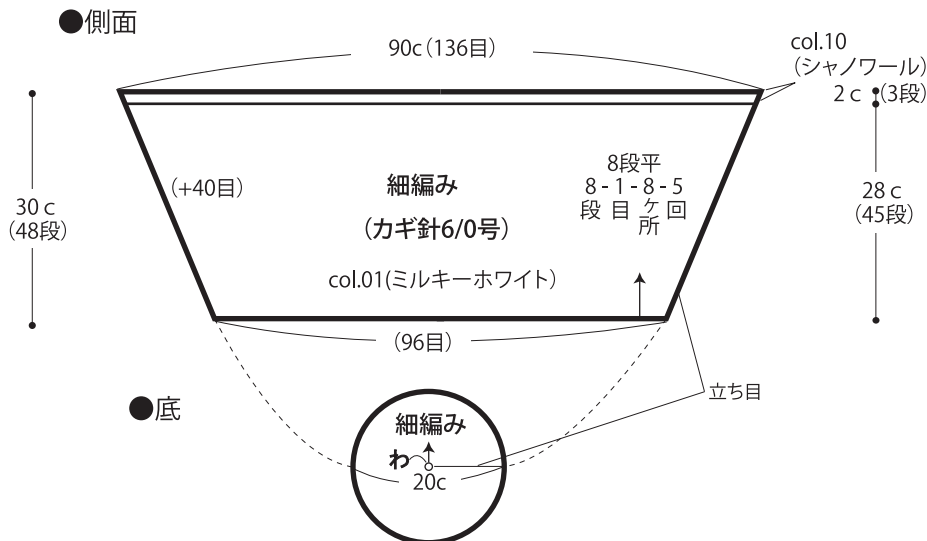 ●側面
90c(136目)
col.10
(シャノワール)
2c (3段)
(+40目)
細編み
(カギ針6/0号)
8段平
8-1-8-5
段目ヶ所回
30c
(48段)
28c
(45段)
col.01(ミルキーホワイト)
(96目)
立ち目
●底
細編み
わ
20c